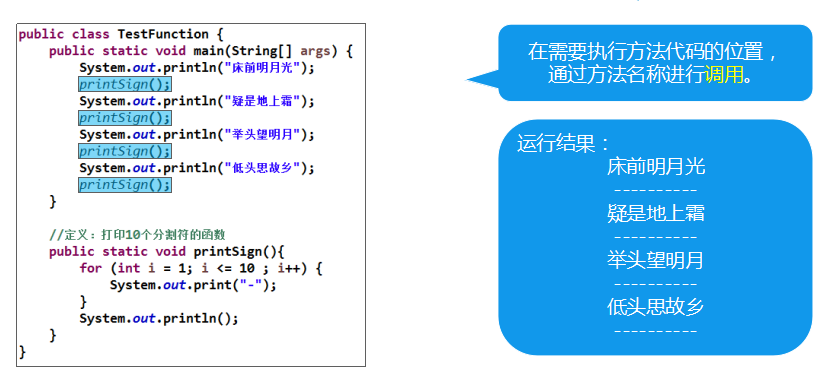 public class TestFunction {
public static void main(String[] args) {
System.out.println("床前明月光");
printSign();
System.out.println("疑是地上霜");
printSign();
System.out.println("举头望明月");
printSign();
System.out.println("低头思故乡");
printSign();
}
//定义：打印10个分割符的函数
public static void printSign(){
for (int i = 1; i <= 10 ; i++) {
System.out.print("-");
}
System.out.println();
}
}
在需要执行方法代码的位置，
通过方法名称进行调用。
运行结果：
床前明月光
----------
疑是地上霜
----------
举头望明月
----------
低头思故乡
----------